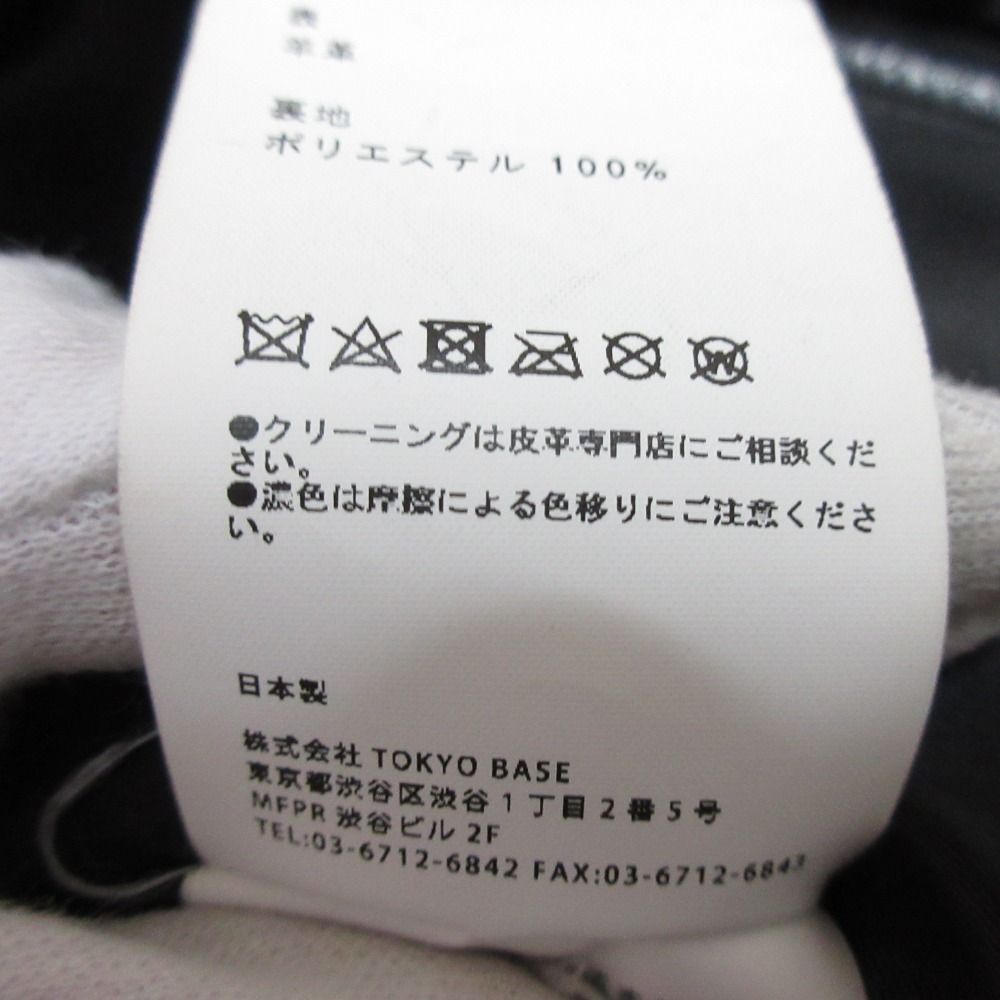 表
羊革
裏地
ポリエステル 100%
●クリーニングは皮革専門店にご相談くだ
さい。
●濃色は摩擦による色移りにご注意くださ
い。
日本製
株式会社 TOKYO BASE
東京都渋谷区渋谷1丁目2番5号
MFPR 渋谷ビル 2F
TEL:03-6712-6842 FAX:03-6712-6843